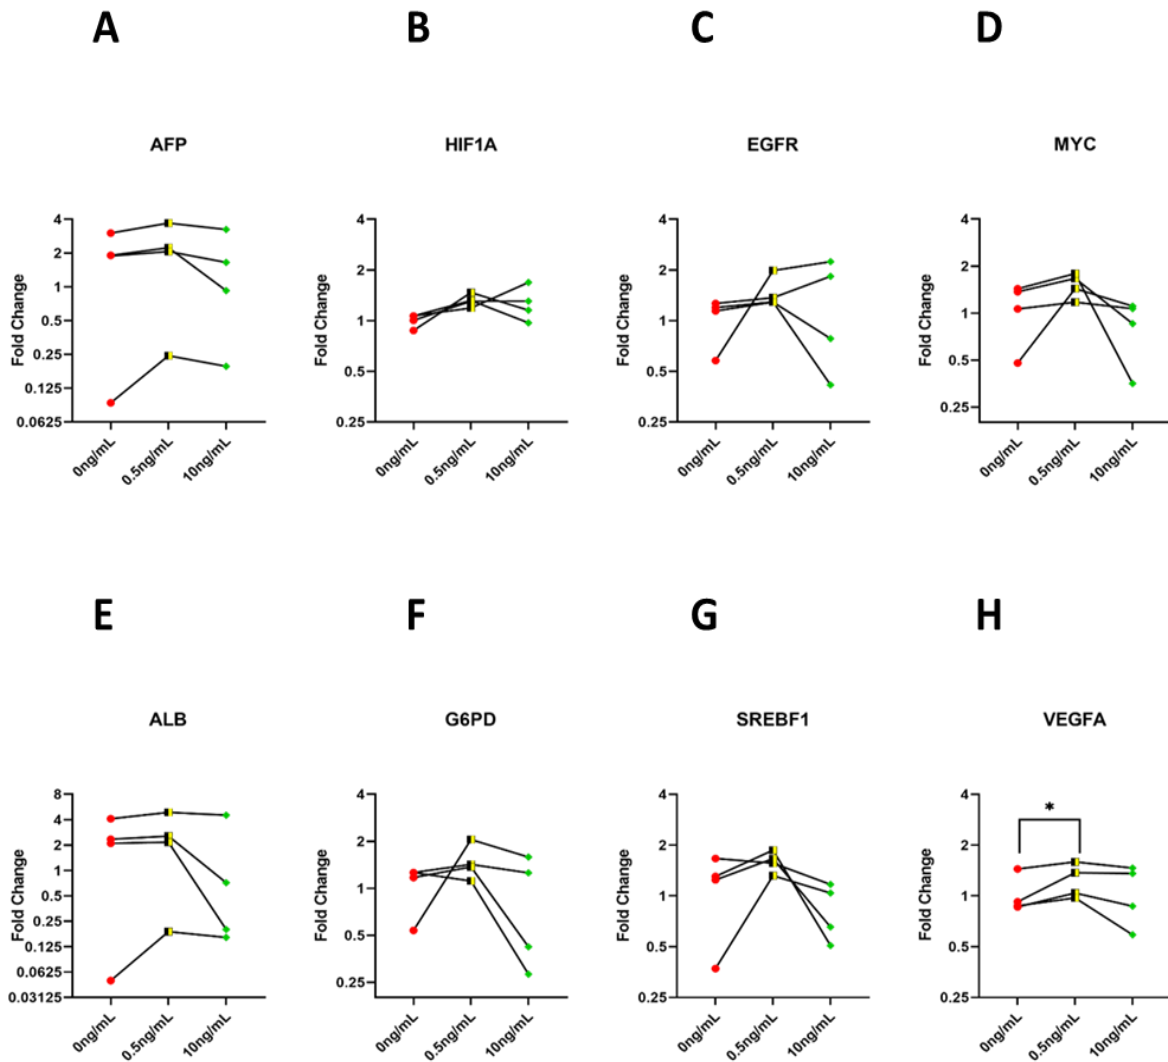 A B C D
AFP HIF1A EGFR MYC
Fold Change
4
2
1
0.5
0.25
0.125
0.0625
0ng/mL 0.5ng/mL 10ng/mL
Fold Change
4
2
1
0.5
0.25
0ng/mL 0.5ng/mL 10ng/mL
Fold Change
4
2
1
0.5
0.25
0ng/mL 0.5ng/mL 10ng/mL
Fold Change
4
2
1
0.5
0.25
0ng/mL 0.5ng/mL 10ng/mL
E F G H
ALB G6PD SREBF1 VEGFA
Fold Change
8
4
2
1
0.5
0.25
0.125
0.0625
0.03125
0ng/mL 0.5ng/mL 10ng/mL
Fold Change
4
2
1
0.5
0.25
0ng/mL 0.5ng/mL 10ng/mL
Fold Change
4
2
1
0.5
0.25
0ng/mL 0.5ng/mL 10ng/mL
Fold Change
4
2
1
0.5
0.25
*
0ng/mL 0.5ng/mL 10ng/mL